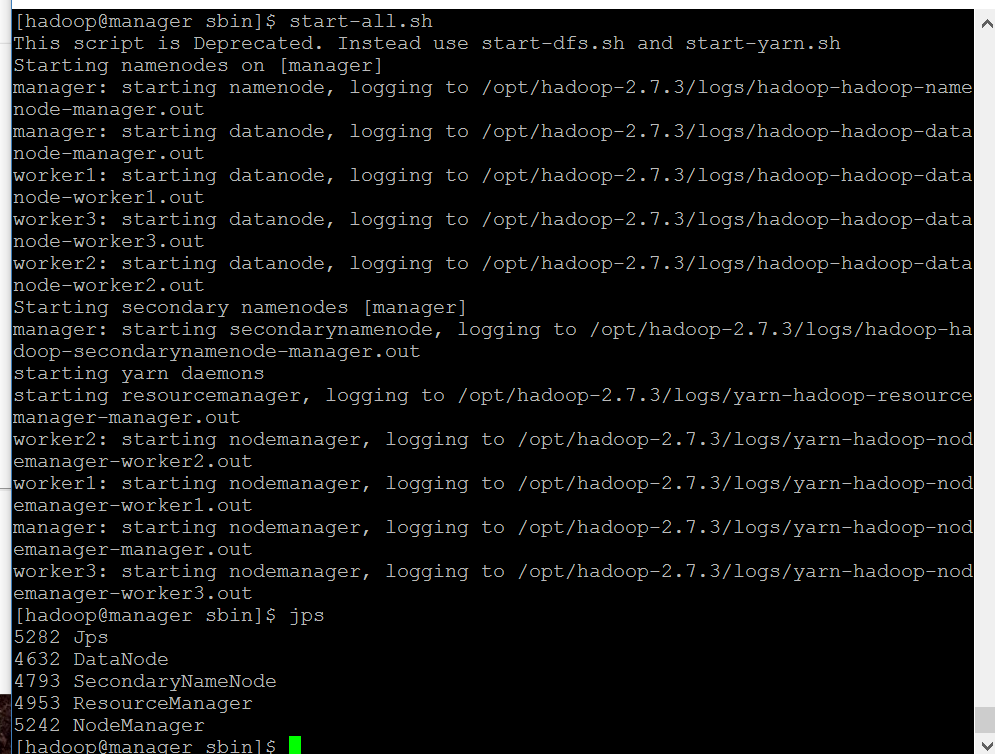 [hadoop@manager sbin]$ start-all.sh
This script is Deprecated. Instead use start-dfs.sh and start-yarn.sh
Starting namenodes on [manager]
manager: starting namenode, logging to /opt/hadoop-2.7.3/logs/hadoop-hadoop-name
node-manager.out
manager: starting datanode, logging to /opt/hadoop-2.7.3/logs/hadoop-hadoop-data
node-manager.out
worker1: starting datanode, logging to /opt/hadoop-2.7.3/logs/hadoop-hadoop-data
node-worker1.out
worker3: starting datanode, logging to /opt/hadoop-2.7.3/logs/hadoop-hadoop-data
node-worker3.out
worker2: starting datanode, logging to /opt/hadoop-2.7.3/logs/hadoop-hadoop-data
node-worker2.out
Starting secondary namenodes [manager]
manager: starting secondarynamenode, logging to /opt/hadoop-2.7.3/logs/hadoop-ha
doop-secondarynamenode-manager.out
starting yarn daemons
starting resourcemanager, logging to /opt/hadoop-2.7.3/logs/yarn-hadoop-resource
manager-manager.out
worker2: starting nodemanager, logging to /opt/hadoop-2.7.3/logs/yarn-hadoop-nod
emanager-worker2.out
worker1: starting nodemanager, logging to /opt/hadoop-2.7.3/logs/yarn-hadoop-nod
emanager-worker1.out
manager: starting nodemanager, logging to /opt/hadoop-2.7.3/logs/yarn-hadoop-nod
emanager-manager.out
worker3: starting nodemanager, logging to /opt/hadoop-2.7.3/logs/yarn-hadoop-nod
emanager-worker3.out
[hadoop@manager sbin]$ jps
5282 Jps
4632 DataNode
4793 SecondaryNameNode
4953 ResourceManager
5242 NodeManager
[hadoop@manager sbin]$